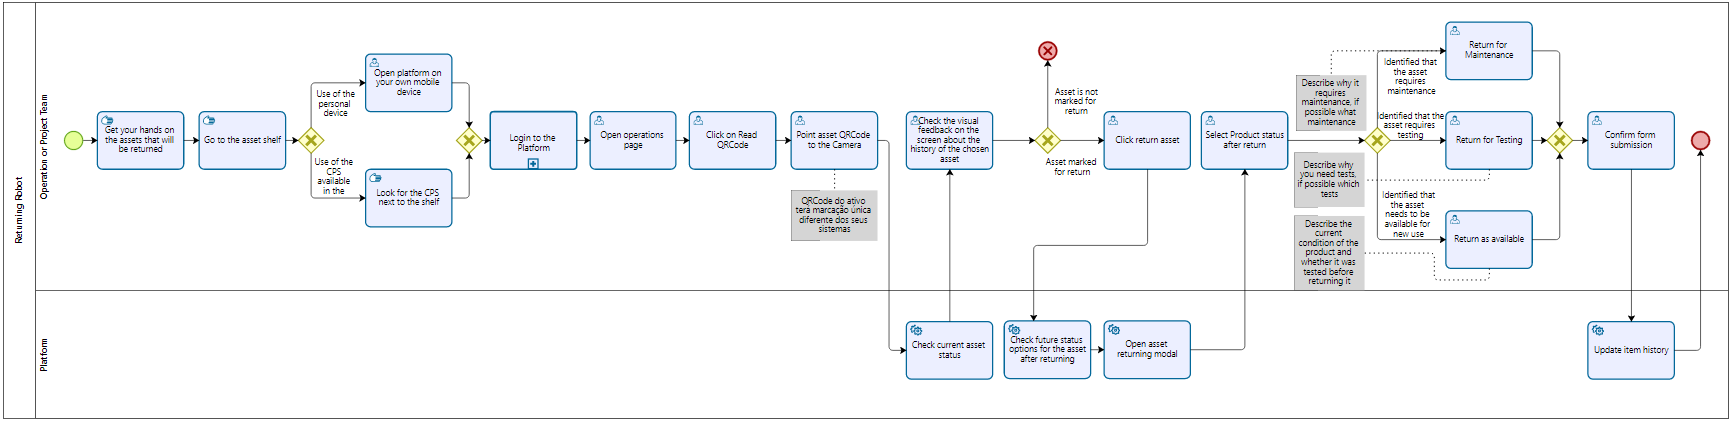 Returning Robot
Operation or Project Team
Platform
Get your hands on
the assets that will
be returned
Go to the asset shelf
Use of the
personal
device
Use of the
CPS
available
in the
Open platform on
your own mobile
device
Look for the CPS
next to the shelf
Login to the
Platform
Open operations
page
Click on Read
QRCode
Point asset QRCode
to the Camera
QRCode do ativo
terá marcação única
diferente dos seus
sistemas
Check current asset
status
Check the visual
feedback on the
screen about the
history of the chosen
asset
Asset is not
marked for
return
Asset marked
for return
Click return asset
Check future status
options for the asset
after returning
Open asset
returning modal
Select Product status
after return
Describe why it
requires
maintenance, if
possible what
maintenance
Describe why
you need tests,
if possible which
tests
Describe the
current
condition of the
product and
whether it was
tested before
returning it
Identified that
the asset
requires
maintenance
Identified that the
asset requires
testing
Identified that
the asset
needs to be
available for
new use
Return for
Maintenance
Return for Testing
Return as available
Confirm form
submission
Update item history